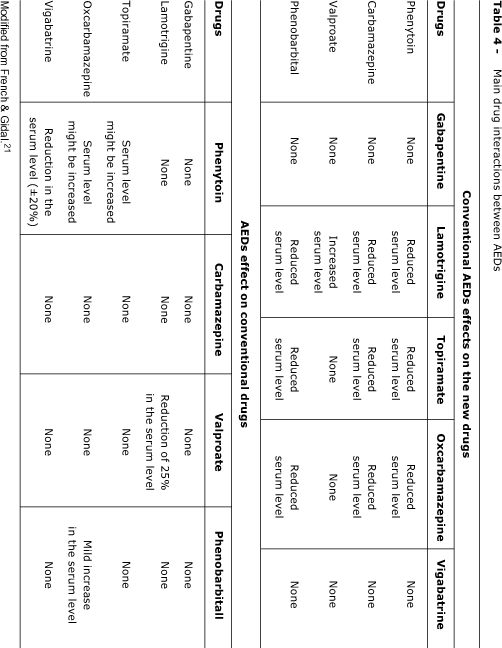 Table 4 – Main drug interactions between AEDs
Conventional AEDs effects on the new drugs
Drugs Gabapentine Lamotrigine Topiramate Oxcarbamazepine Vigabatrine
Phenytoin None Reduced serum level Reduced serum level Reduced serum level None
Carbamazepine None Reduced serum level Reduced serum level Reduced serum level None
Valproate None Increased serum level None None None
Phenobarbital None Reduced serum level Reduced serum level Reduced serum level None
AEDs effect on conventional drugs
Drugs Phenytoin Carbamazepine Valproate Phenobarbitall
Gabapentine None None None None
Lamotrigine None None Reduction of 25% in the serum level None
Topiramate Serum level might be increased None None None
Oxcarbamazepine Serum level might be increased None None Mild increase in the serum level
Vigabatrine Reduction in the serum level (±20%) None None None
Modified from French & Gidal.21